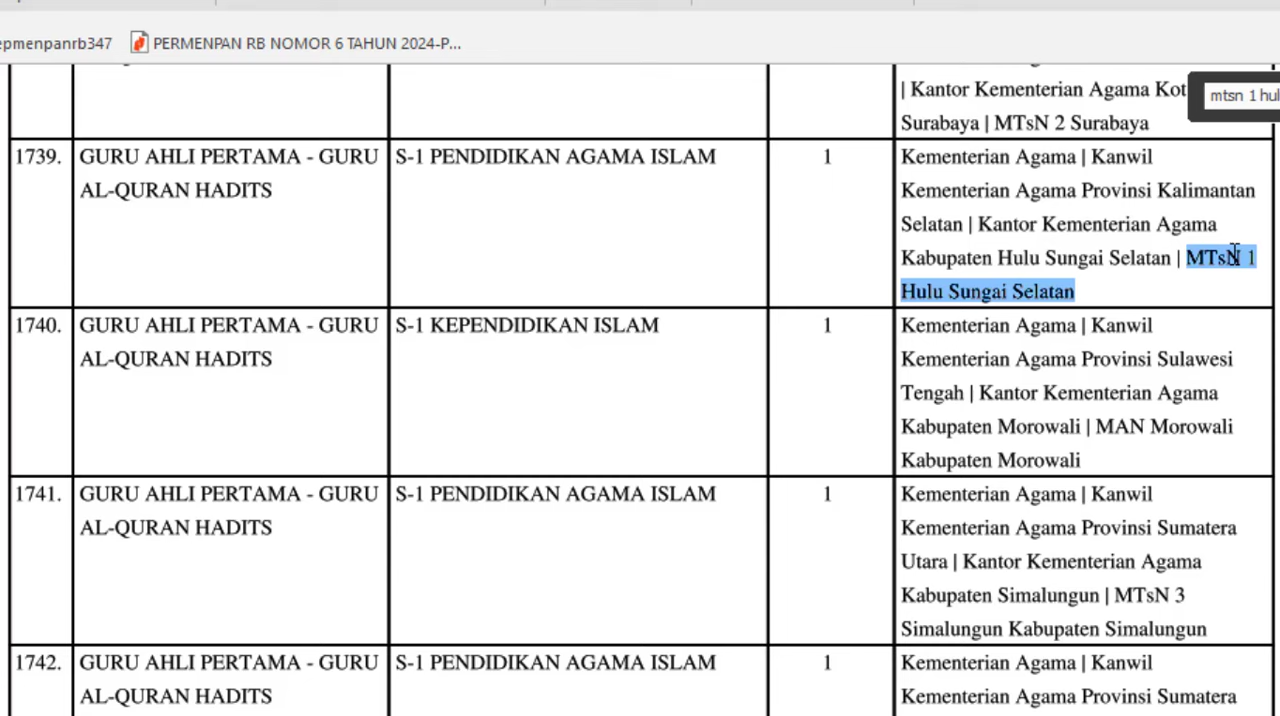 epmenpanrb347 PERMENPAN RB NOMOR 6 TAHUN 2024-P...
mtsn 1 hul
| Kantor Kementerian Agama Kot
Surabaya | MTsN 2 Surabaya
1739. GURU AHLI PERTAMA - GURU S-1 PENDIDIKAN AGAMA ISLAM 1 Kementerian Agama | Kanwil
AL-QURAN HADITS Kementerian Agama Provinsi Kalimantan
Selatan | Kantor Kementerian Agama
Kabupaten Hulu Sungai Selatan | MTsN 1
Hulu Sungai Selatan
1740. GURU AHLI PERTAMA - GURU S-1 KEPENDIDIKAN ISLAM 1 Kementerian Agama | Kanwil
AL-QURAN HADITS Kementerian Agama Provinsi Sulawesi
Tengah | Kantor Kementerian Agama
Kabupaten Morowali | MAN Morowali
Kabupaten Morowali
1741. GURU AHLI PERTAMA - GURU S-1 PENDIDIKAN AGAMA ISLAM 1 Kementerian Agama | Kanwil
AL-QURAN HADITS Kementerian Agama Provinsi Sumatera
Utara | Kantor Kementerian Agama
Kabupaten Simalungun | MTsN 3
Simalungun Kabupaten Simalungun
1742. GURU AHLI PERTAMA - GURU S-1 PENDIDIKAN AGAMA ISLAM 1 Kementerian Agama | Kanwil
AL-QURAN HADITS Kementerian Agama Provinsi Sumatera